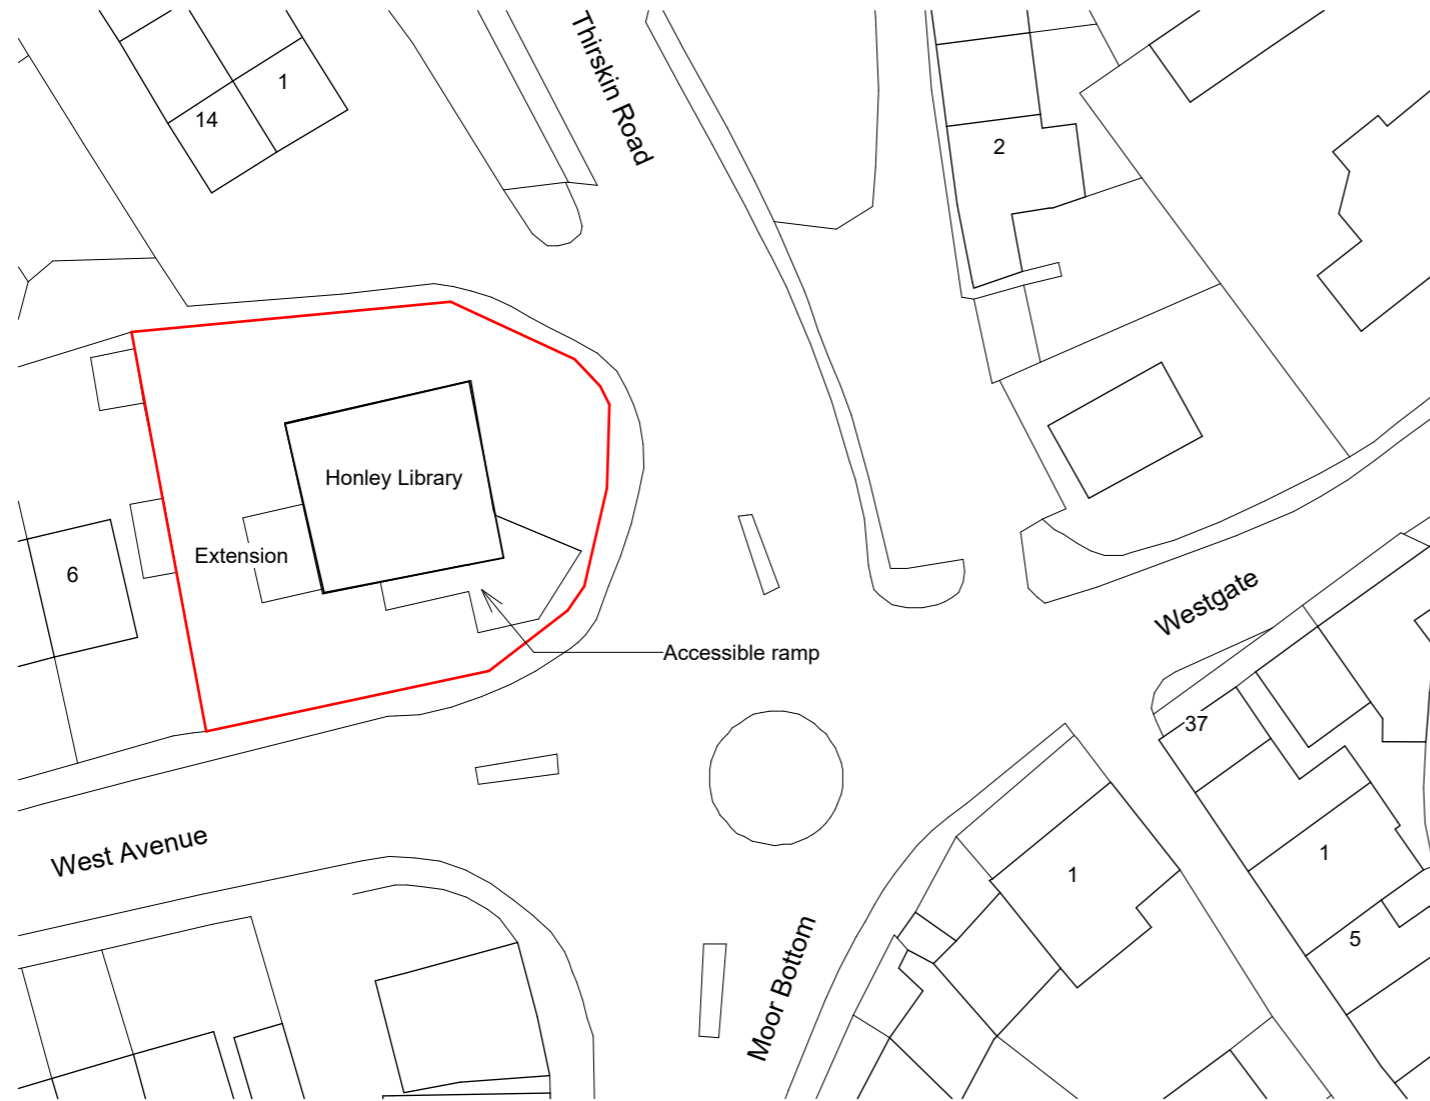 Thirskin Road
1
14
2
Honley Library
Extension
6
Westgate
Accessible ramp
37
West Avenue
1
1
5
Moor Bottom